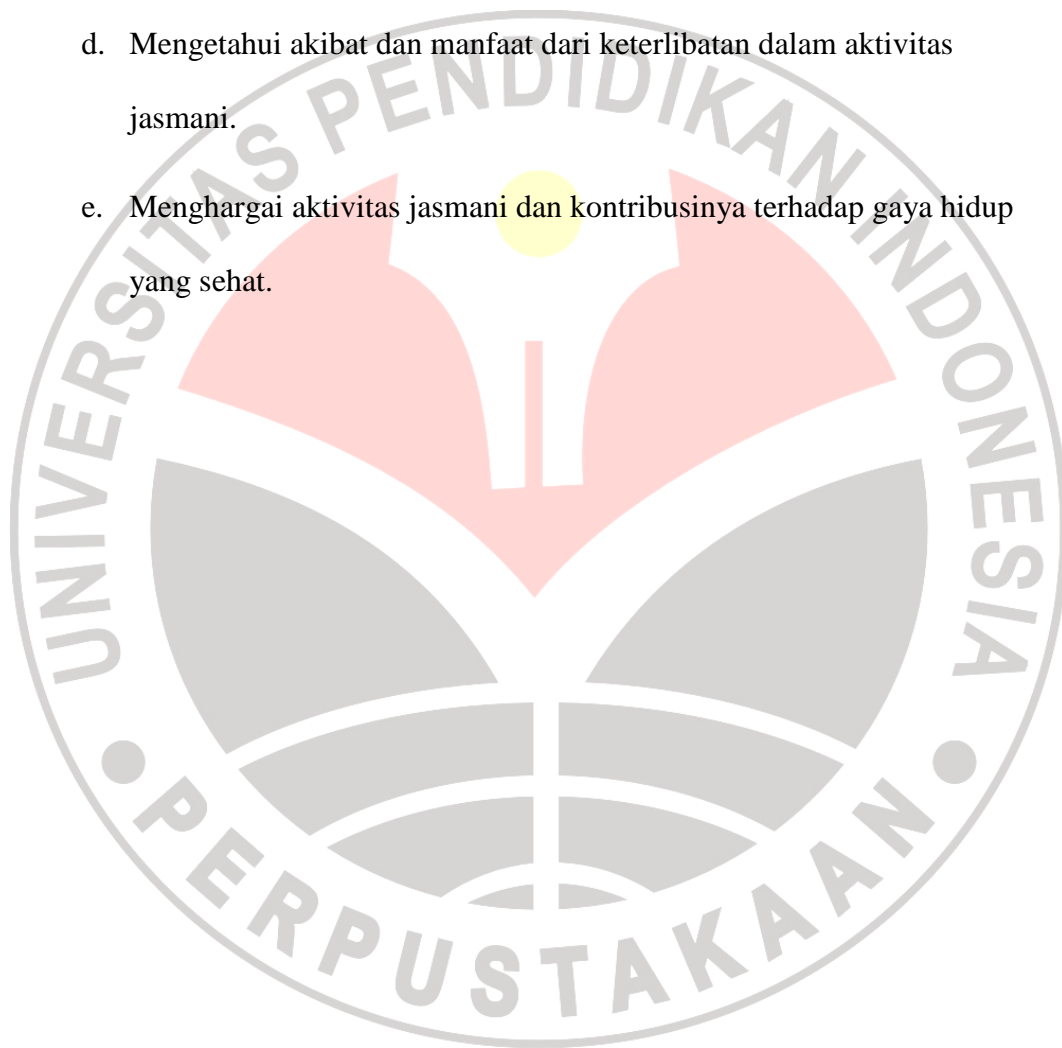 d. Mengetahui akibat dan manfaat dari keterlibatan dalam aktivitas
jasmani.
e. Menghargai aktivitas jasmani dan kontribusinya terhadap gaya hidup
yang sehat.
UNIVERSITAS PENDIDIKAN INDONESIA
PERPUSTAKAAN